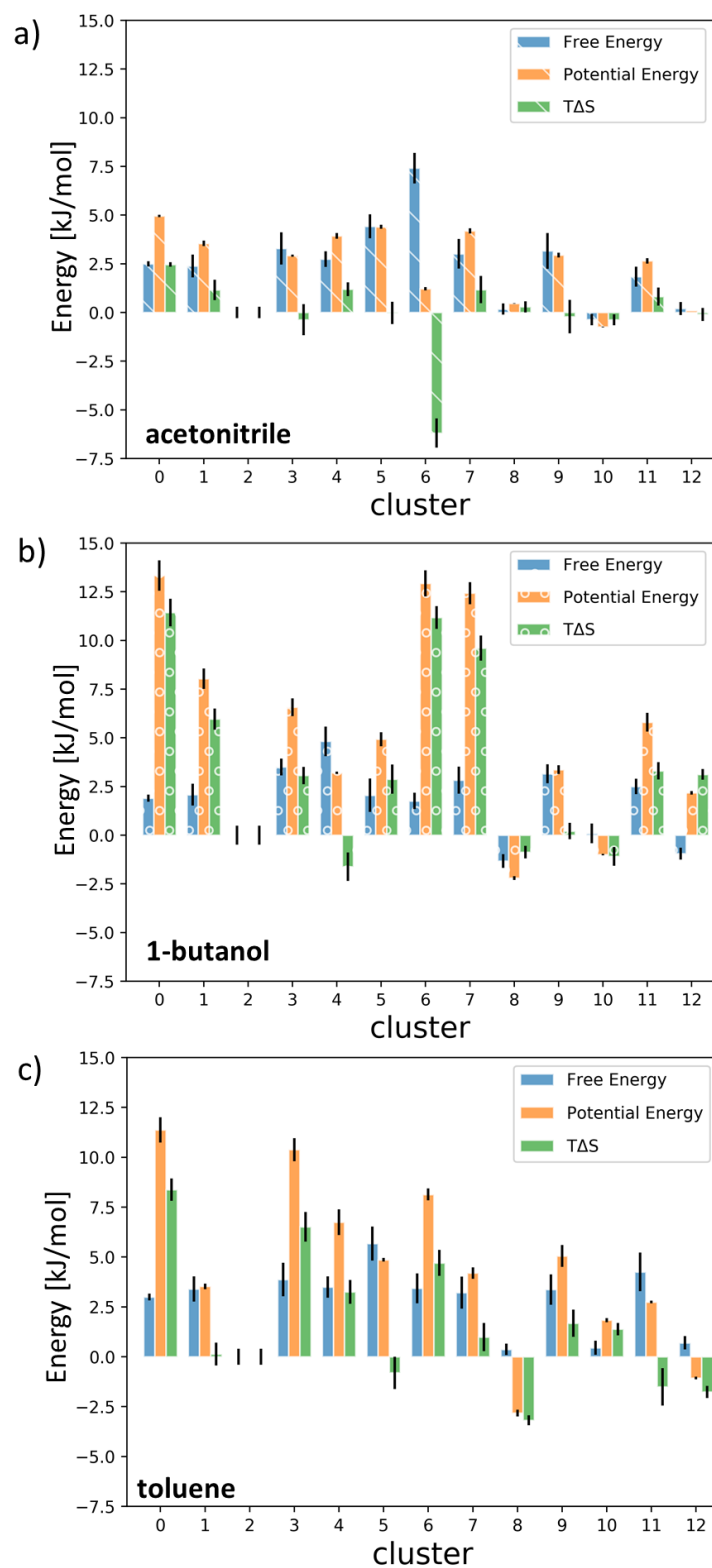 a)
15.0
12.5
10.0
7.5
5.0
2.5
0.0
−2.5
−5.0
−7.5
Energy [kJ/mol]
Free Energy
Potential Energy
TΔS
acetonitrile
0 1 2 3 4 5 6 7 8 9 10 11 12
cluster
b)
15.0
12.5
10.0
7.5
5.0
2.5
0.0
−2.5
−5.0
−7.5
Energy [kJ/mol]
Free Energy
Potential Energy
TΔS
1-butanol
0 1 2 3 4 5 6 7 8 9 10 11 12
cluster
c)
15.0
12.5
10.0
7.5
5.0
2.5
0.0
−2.5
−5.0
−7.5
Energy [kJ/mol]
Free Energy
Potential Energy
TΔS
toluene
0 1 2 3 4 5 6 7 8 9 10 11 12
cluster